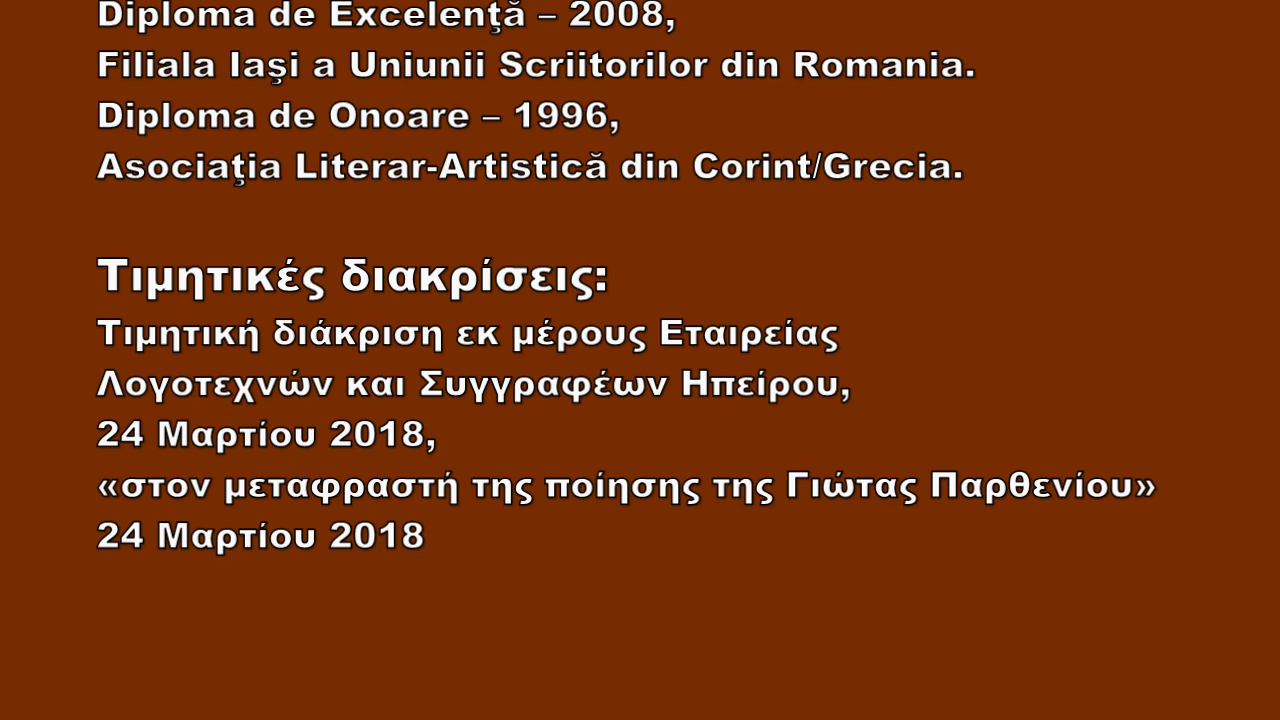 Diploma de Excelenţă – 2008,
Filiala Iaşi a Uniunii Scriitorilor din Romania.
Diploma de Onoare – 1996,
Asociaţia Literar-Artistică din Corint/Grecia.
Τιμητικές διακρίσεις:
Τιμητική διάκριση εκ μέρους Εταιρείας
Λογοτεχνών και Συγγραφέων Ηπείρου,
24 Μαρτίου 2018,
«στον μεταφραστή της ποίησης της Γιώτας Παρθενίου»
24 Μαρτίου 2018